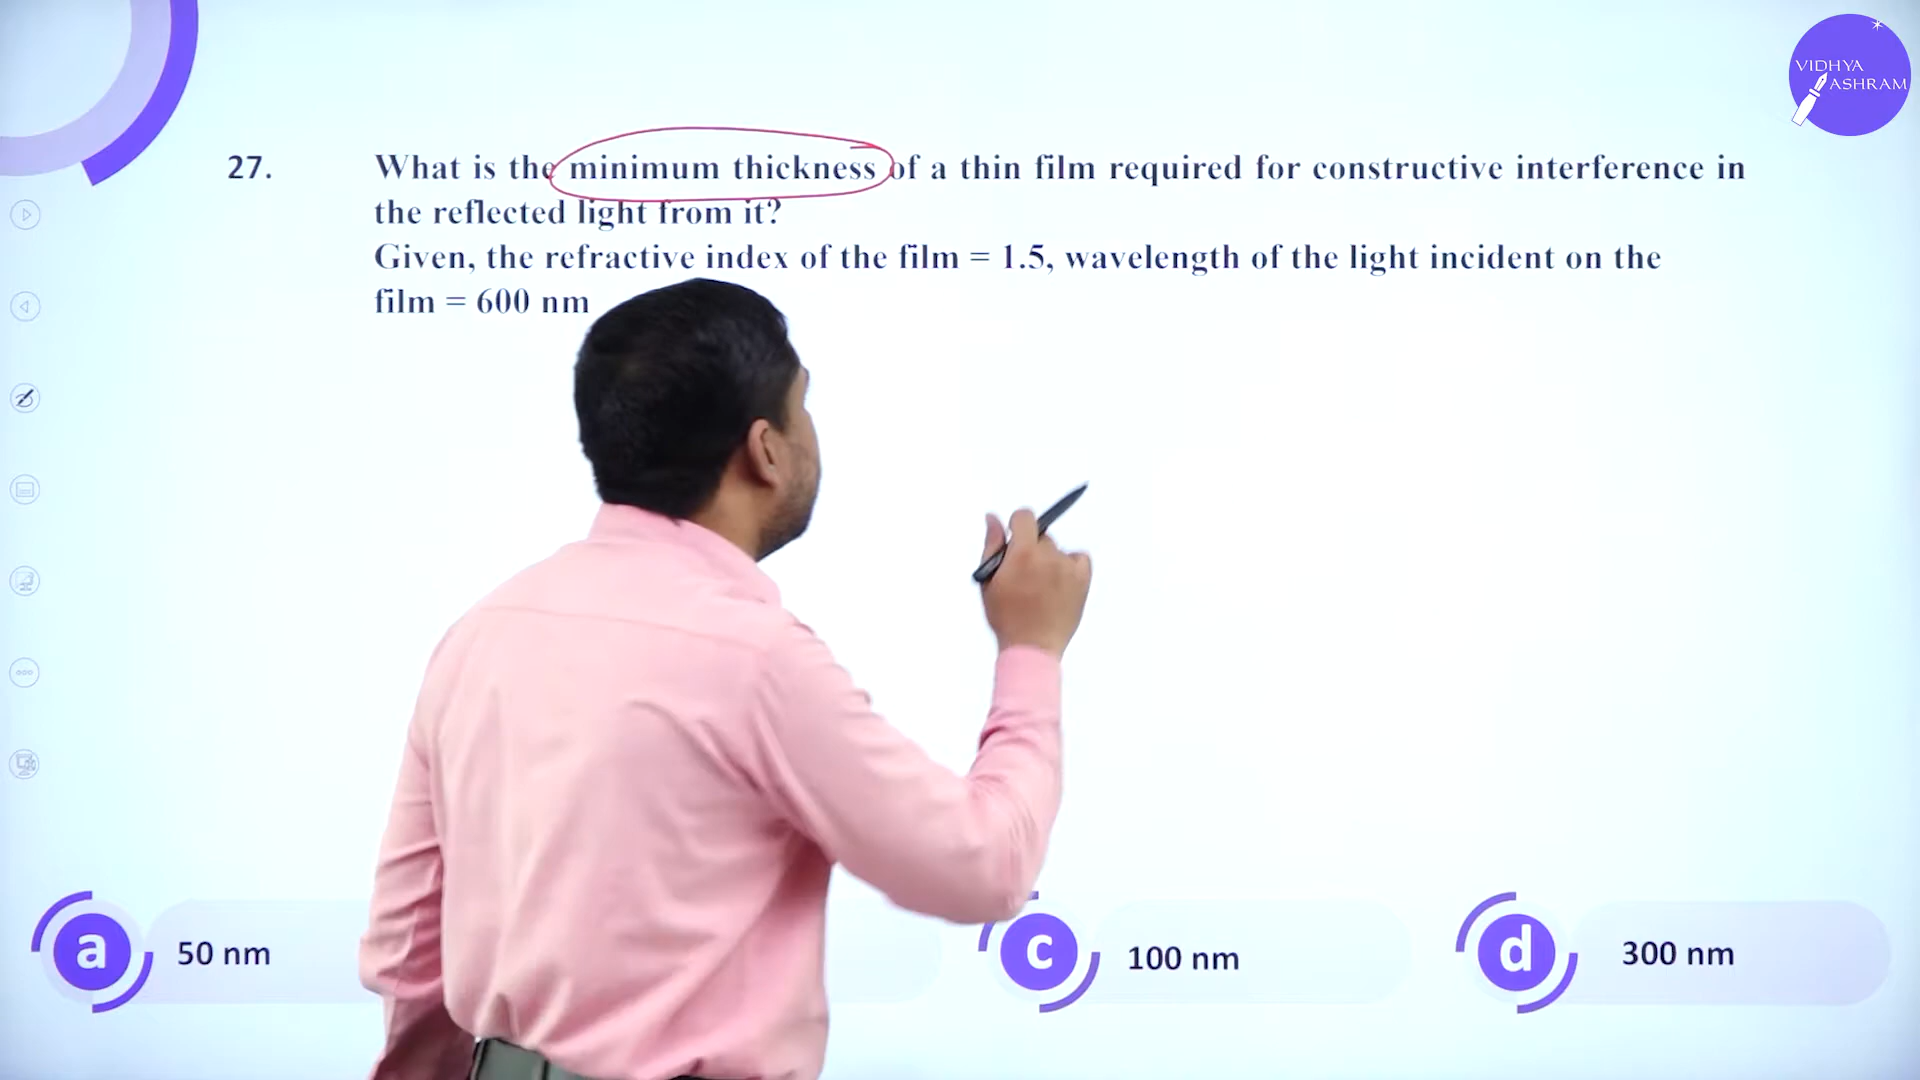 VIDHYA
ASHRAM
27.
What is the minimum thickness of a thin film required for constructive interference in
the reflected light from it?
Given, the refractive index of the film = 1.5, wavelength of the light incident on the
film = 600 nm
a 50 nm
c 100 nm
d 300 nm